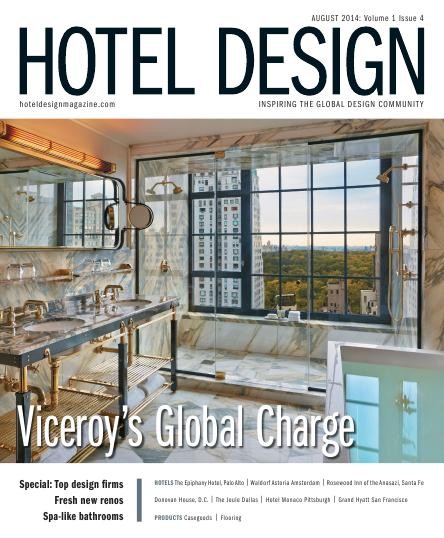 AUGUST 2014: Volume 1 Issue 4
HOTEL DESIGN
hoteldesignmagazine.com
INSPIRING THE GLOBAL DESIGN COMMUNITY
Viceroy's Global Charge
Special: Top design firms
Fresh new renos
Spa-like bathrooms
HOTELS The Epiphany Hotel, Palo Alto | Waldorf Astoria Amsterdam | Rosewood Inn of the Anasazi, Santa Fe
Donovan House, D.C. | The Joule Dallas | Hotel Monaco Pittsburgh | Grand Hyatt San Francisco
PRODUCTS Casegoods | Flooring